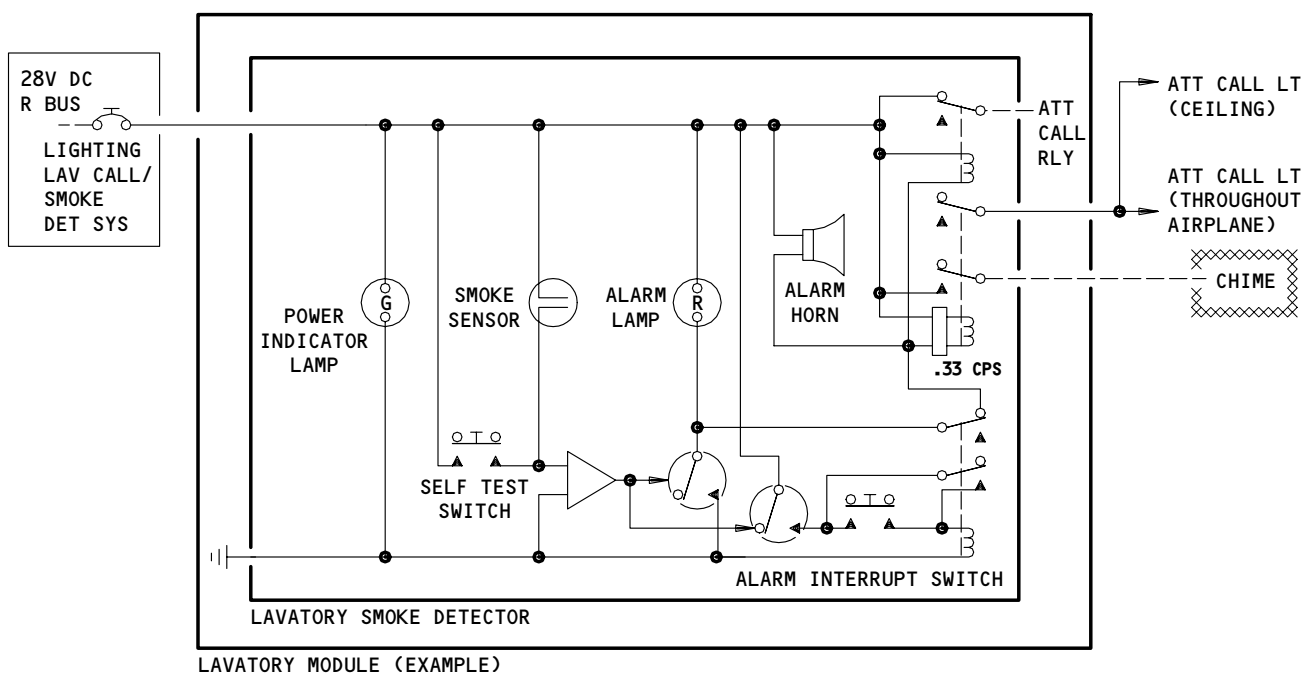 28V DC
R BUS
LIGHTING
LAV CALL/
SMOKE
DET SYS
POWER
INDICATOR
LAMP
G
SMOKE
SENSOR
ALARM
LAMP
R
ALARM
HORN
ATT
CALL
RLY
ATT CALL LT
(CEILING)
ATT CALL LT
(THROUGHOUT
AIRPLANE)
CHIME
.33 CPS
SELF TEST
SWITCH
ALARM INTERRUPT SWITCH
LAVATORY SMOKE DETECTOR
LAVATORY MODULE (EXAMPLE)